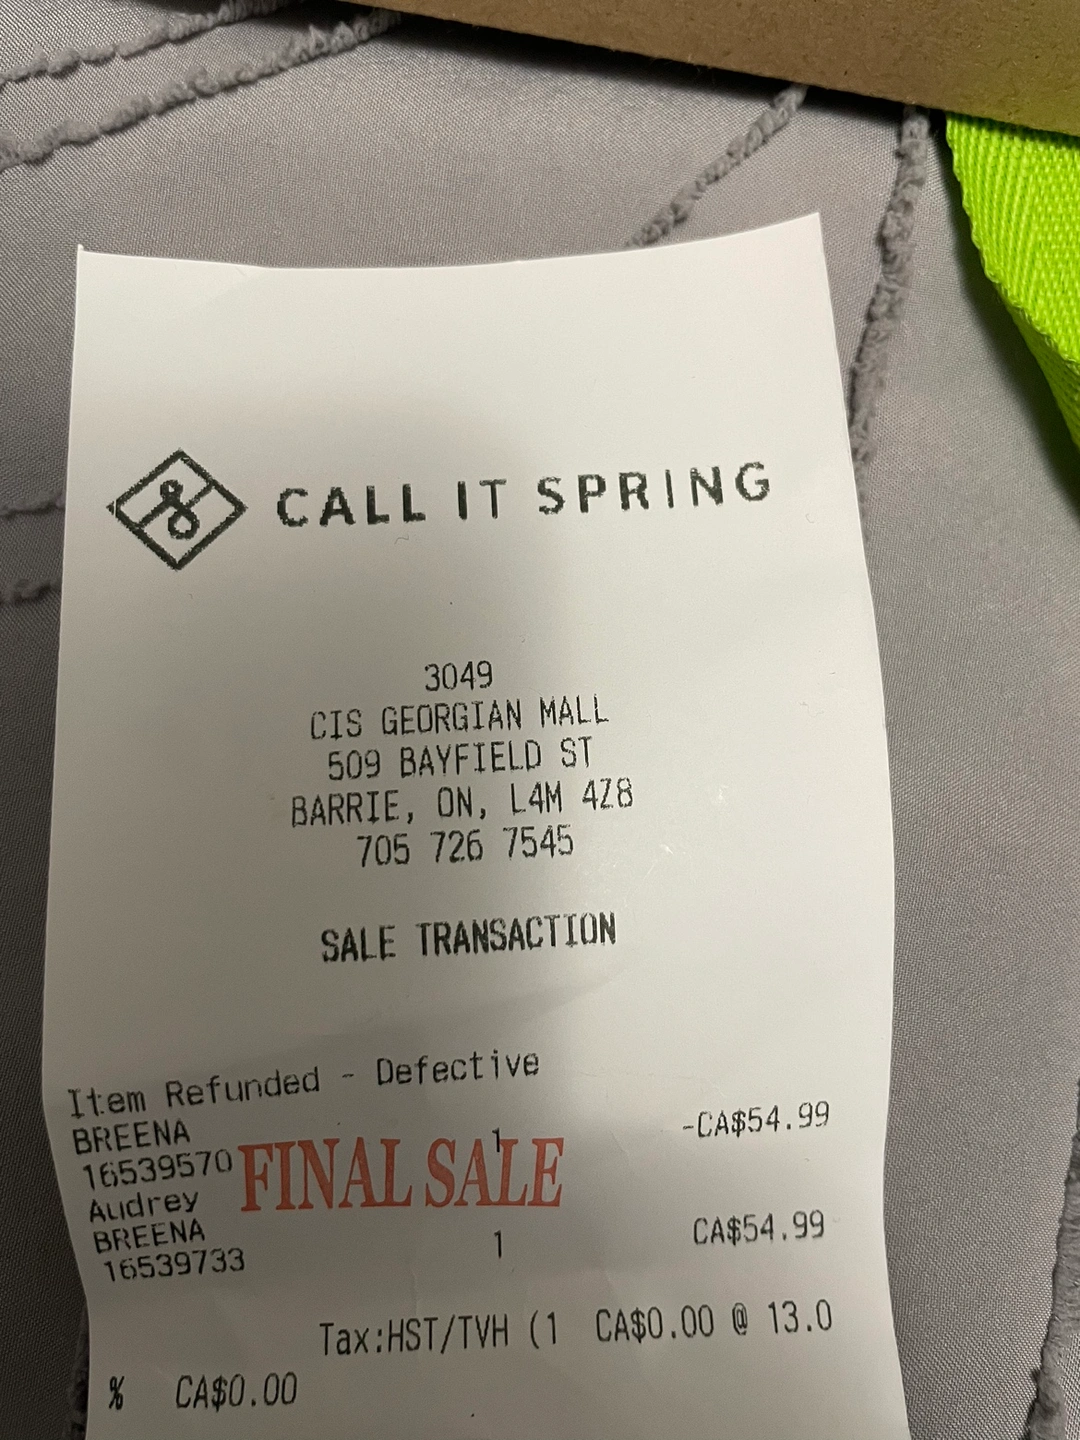 CALL IT SPRING
3049
CIS GEORGIAN MALL
509 BAYFIELD ST
BARRIE, ON, L4M 4Z8
705 726 7545
SALE TRANSACTION
Item Refunded - Defective
BREENA 1 -CA$54.99
16539570 FINAL SALE
Audrey
BREENA 1 CA$54.99
16539733
Tax:HST/TVH (1 CA$0.00 @ 13.0
% CA$0.00